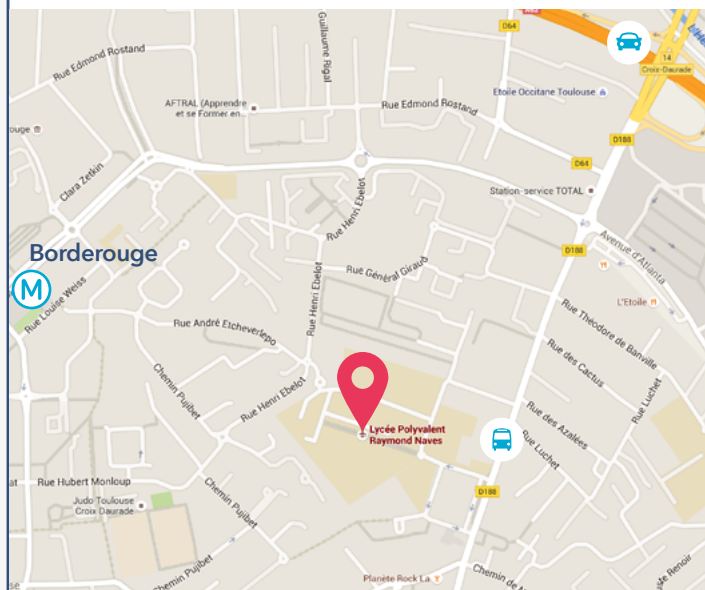 D64
14
Croix-Daurade
Guillaume Rigal
Rue Edmond Rostand
Etoile Occitane Toulouse
AFTRAL (Apprendre
et se Former en...
Rue Edmond Rostand
D188
D64
Clara Zetkin
Station-service TOTAL
Rue Henri Ebelot
Avenue d'Atlanta
Borderouge
D188
M
Rue Louise Weiss
Rue Général Giraud
Rue Henri Ebelot
L'Etoile
Rue André Etcheverlepo
Rue Théodore de Banville
Rue des Cactus
Chemin Pujibet
Rue Henri Ebelot
Rue Luchet
Rue des Azalées
Lycée Polyvalent
Raymond Naves
Rue Luchet
Rue Hubert Monloup
Chemin Pujibet
D188
Judo Toulouse
Croix Daurade
Chemin Pujibet
Planète Rock La
Chemin de
Renoir